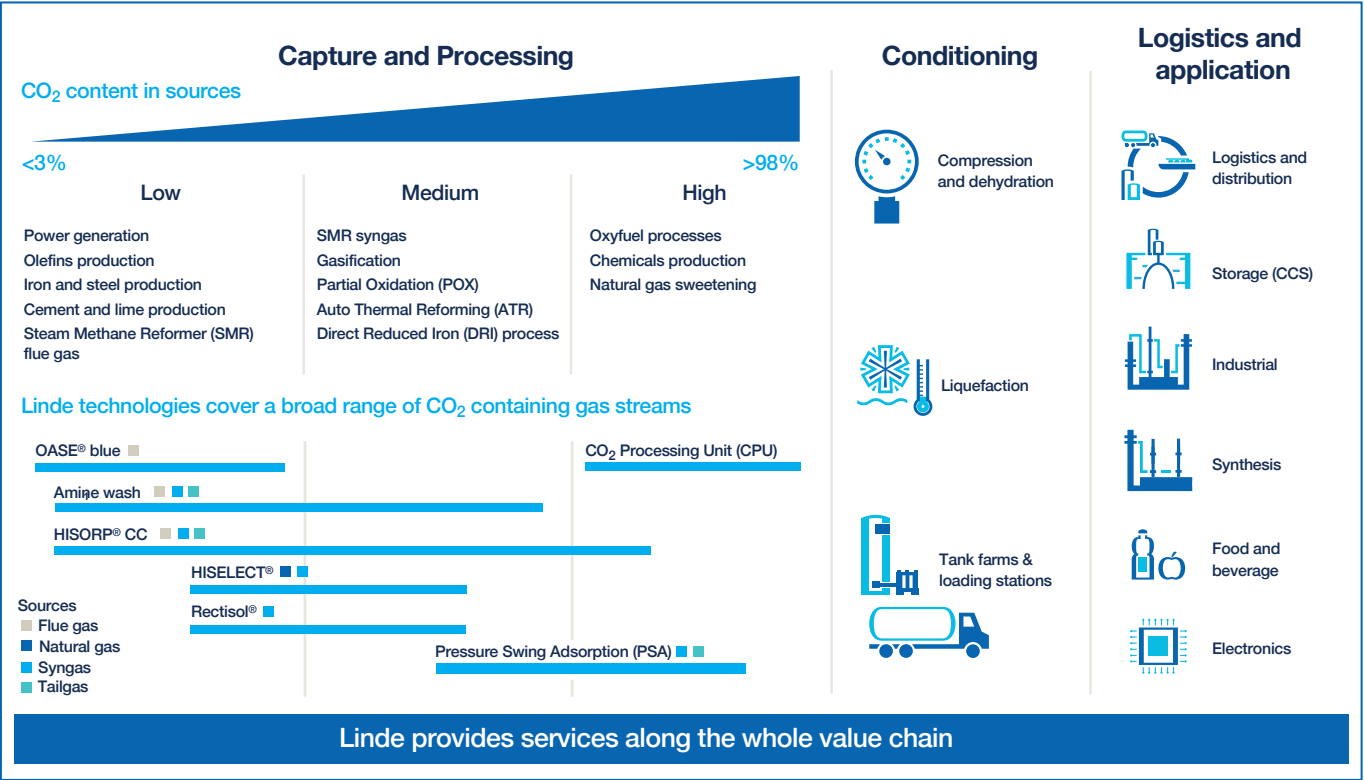 Capture and Processing
CO₂ content in sources
<3%
>98%
Low
Power generation
Olefins production
Iron and steel production
Cement and lime production
Steam Methane Reformer (SMR)
flue gas
Medium
SMR syngas
Gasification
Partial Oxidation (POX)
Auto Thermal Reforming (ATR)
Direct Reduced Iron (DRI) process
High
Oxyfuel processes
Chemicals production
Natural gas sweetening
Linde technologies cover a broad range of CO₂ containing gas streams
OASE® blue
CO₂ Processing Unit (CPU)
Amine wash
HISORP® CC
HISELECT®
Rectisol®
Pressure Swing Adsorption (PSA)
Sources
Flue gas
Natural gas
Syngas
Tailgas
Conditioning
Compression
and dehydration
Liquefaction
Tank farms &
loading stations
Logistics and
application
Logistics and
distribution
Storage (CCS)
Industrial
Synthesis
Food and
beverage
Electronics
Linde provides services along the whole value chain